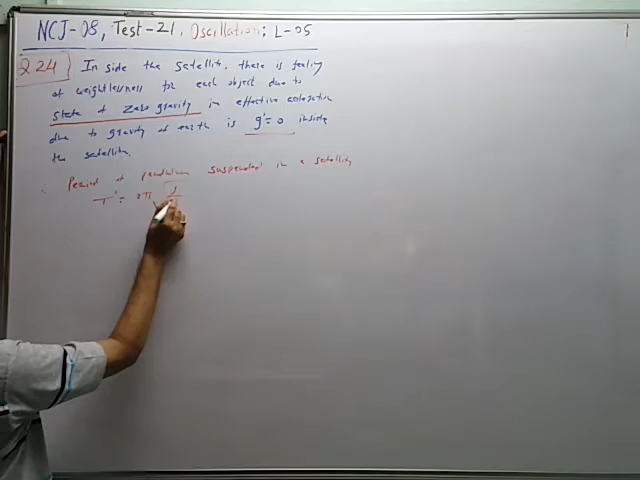 NCJ-08, Test-21, Oscillation: L-05
224 In side the satellite, there is feeling
of weightlessness for each object due to
state of zero gravity in effective acceleration
due to gravity of earth is g'=0 inside
the satellite.
∴ Period of pendulum suspended in a satellite
T' = 2π √l